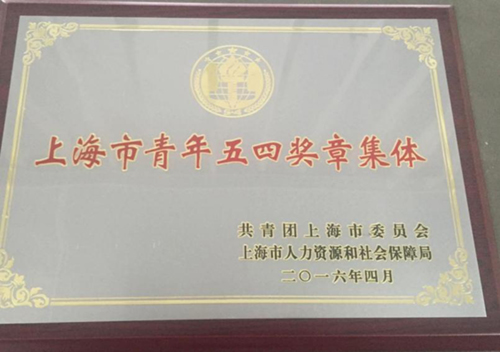 上海市青年五四奖章集体
共青团上海市委员会
上海市人力资源和社会保障局
二〇一六年四月